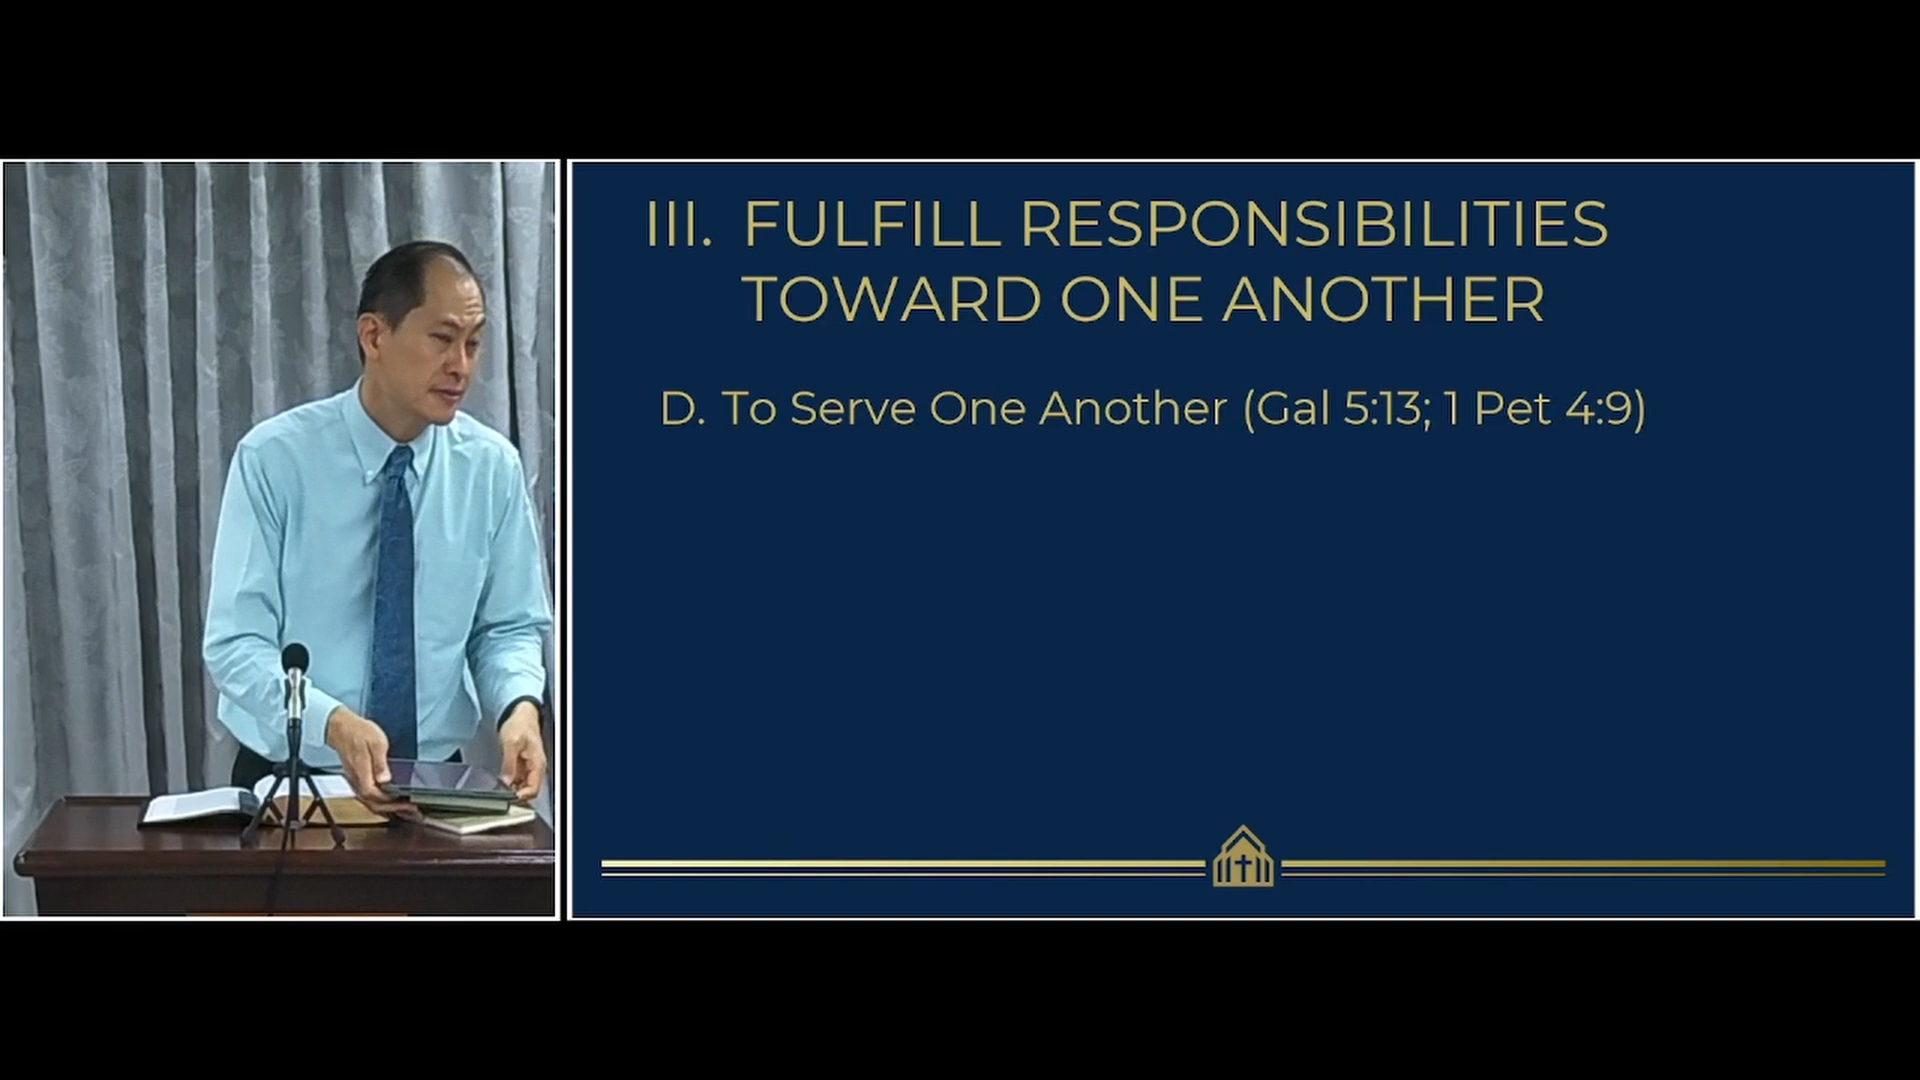 III. FULFILL RESPONSIBILITIES
TOWARD ONE ANOTHER
D. To Serve One Another (Gal 5:13; 1 Pet 4:9)